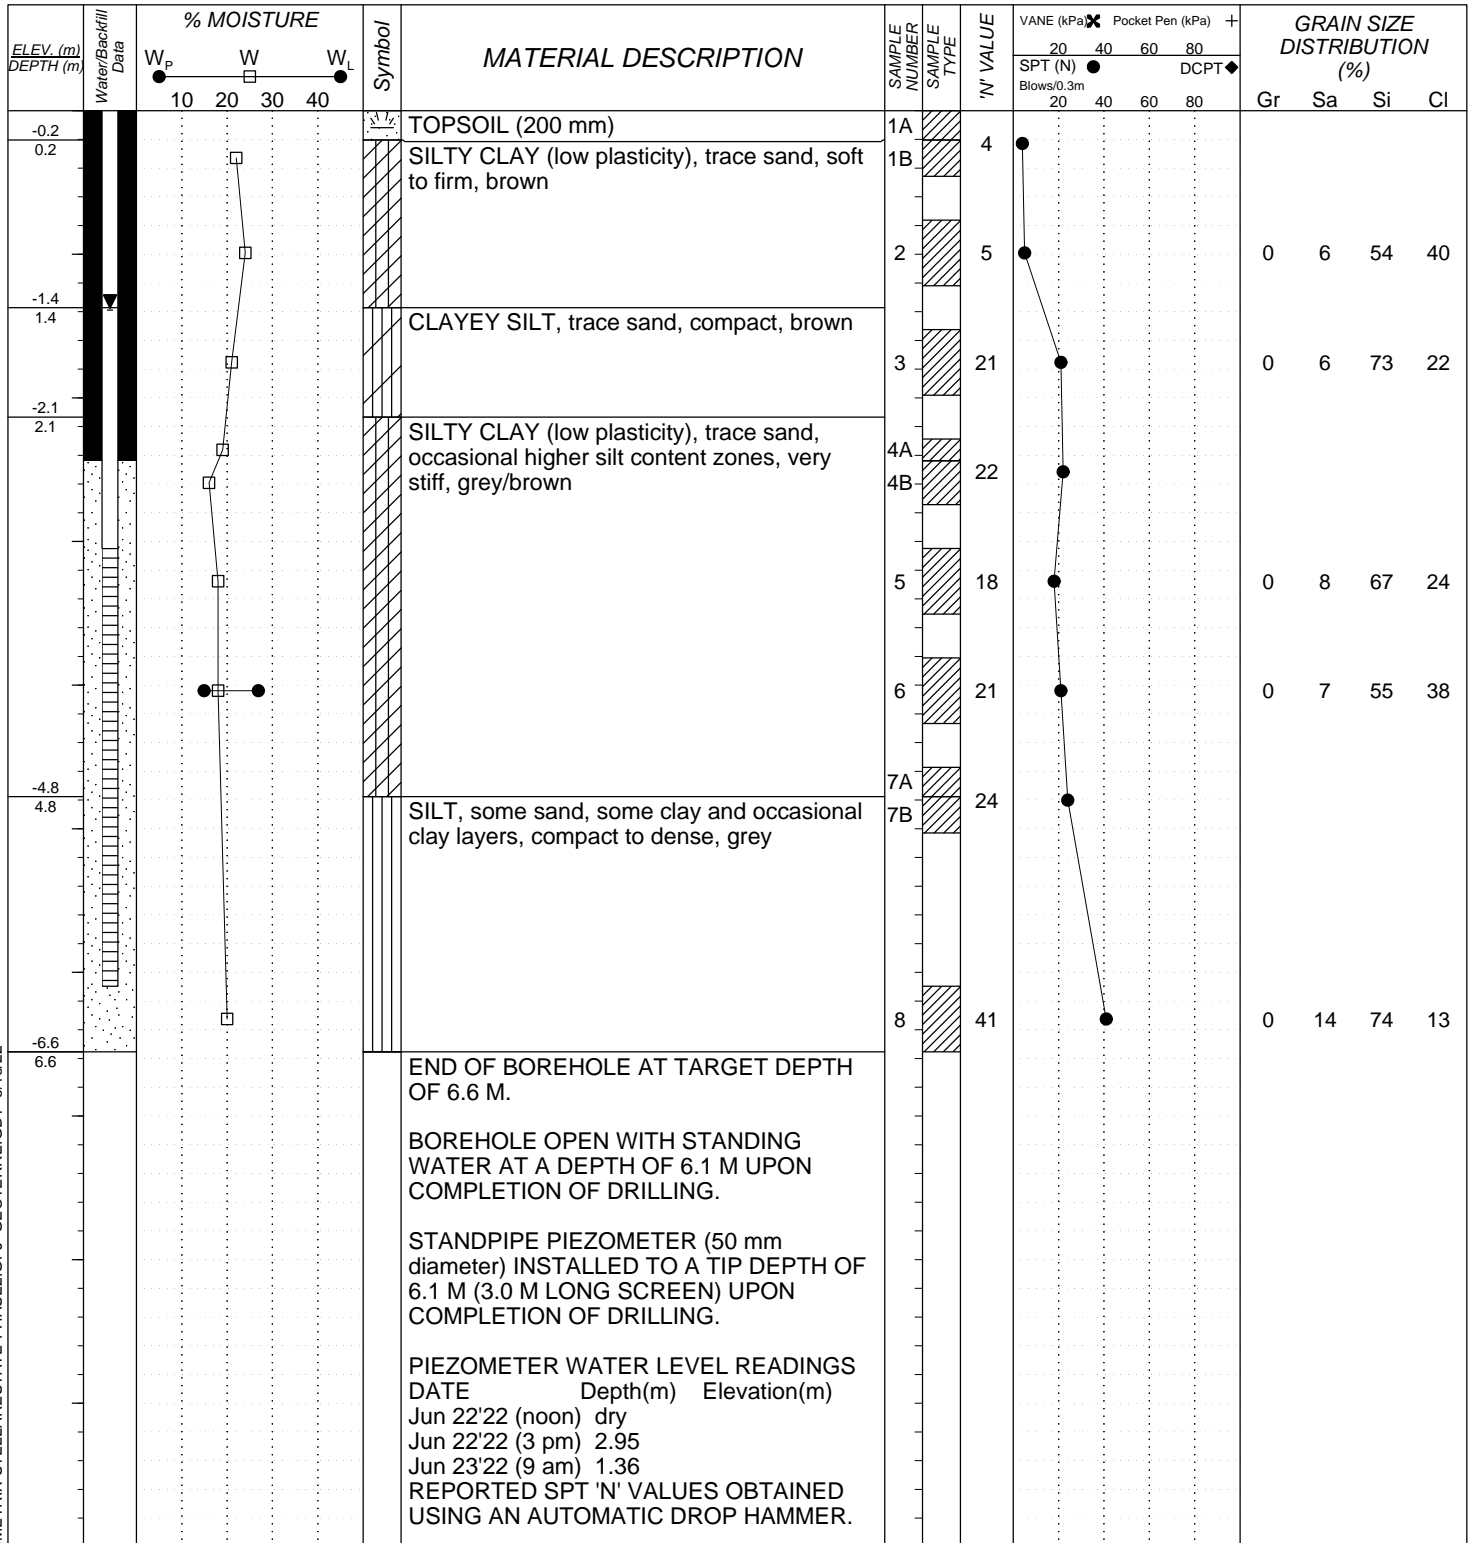 ELEV. (m)
DEPTH (m)
Water/Backfill
Data
% MOISTURE
WP W WL
10 20 30 40
Symbol
MATERIAL DESCRIPTION
SAMPLE
NUMBER
SAMPLE
TYPE
'N' VALUE
VANE (kPa) Pocket Pen (kPa)
20 40 60 80
SPT (N) DCPT
Blows/0.3m
20 40 60 80
GRAIN SIZE
DISTRIBUTION
(%)
Gr Sa Si Cl
-0.2
0.2
TOPSOIL (200 mm)
1A
4
SILTY CLAY (low plasticity), trace sand, soft
to firm, brown
1B
2 5 0 6 54 40
-1.4
1.4
CLAYEY SILT, trace sand, compact, brown
3 21 0 6 73 22
-2.1
2.1
SILTY CLAY (low plasticity), trace sand,
occasional higher silt content zones, very
stiff, grey/brown
4A
4B
22
5 18 0 8 67 24
6 21 0 7 55 38
7A
-4.8
4.8
SILT, some sand, some clay and occasional
clay layers, compact to dense, grey
7B
24
8 41 0 14 74 13
-6.6
6.6
END OF BOREHOLE AT TARGET DEPTH
OF 6.6 M.
BOREHOLE OPEN WITH STANDING
WATER AT A DEPTH OF 6.1 M UPON
COMPLETION OF DRILLING.
STANDPIPE PIEZOMETER (50 mm
diameter) INSTALLED TO A TIP DEPTH OF
6.1 M (3.0 M LONG SCREEN) UPON
COMPLETION OF DRILLING.
PIEZOMETER WATER LEVEL READINGS
DATE Depth(m) Elevation(m)
Jun 22'22 (noon) dry
Jun 22'22 (3 pm) 2.95
Jun 23'22 (9 am) 1.36
REPORTED SPT 'N' VALUES OBTAINED
USING AN AUTOMATIC DROP HAMMER.